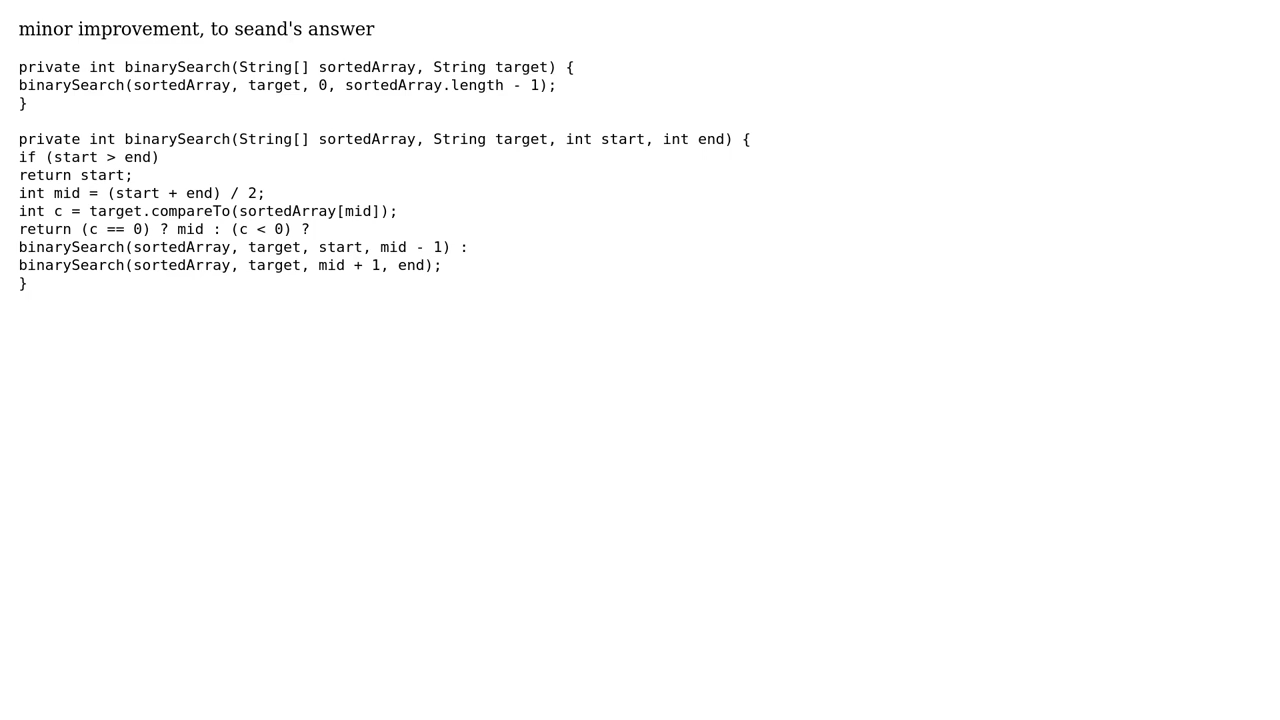 minor improvement, to seand's answer
private int binarySearch(String[] sortedArray, String target) {
binarySearch(sortedArray, target, 0, sortedArray.length - 1);
}
private int binarySearch(String[] sortedArray, String target, int start, int end) {
if (start > end)
return start;
int mid = (start + end) / 2;
int c = target.compareTo(sortedArray[mid]);
return (c == 0) ? mid : (c < 0) ?
binarySearch(sortedArray, target, start, mid - 1) :
binarySearch(sortedArray, target, mid + 1, end);
}